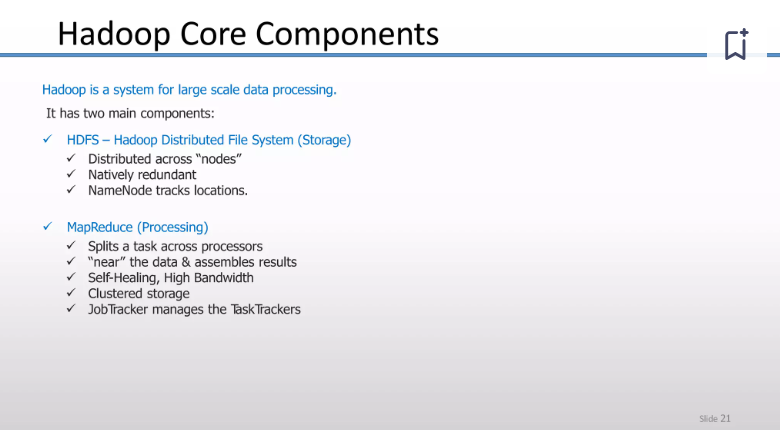 Hadoop Core Components
Hadoop is a system for large scale data processing.
It has two main components:
✓ HDFS – Hadoop Distributed File System (Storage)
✓ Distributed across “nodes”
✓ Natively redundant
✓ NameNode tracks locations.
✓ MapReduce (Processing)
✓ Splits a task across processors
✓ “near” the data & assembles results
✓ Self-Healing, High Bandwidth
✓ Clustered storage
✓ JobTracker manages the TaskTrackers
Slide 21